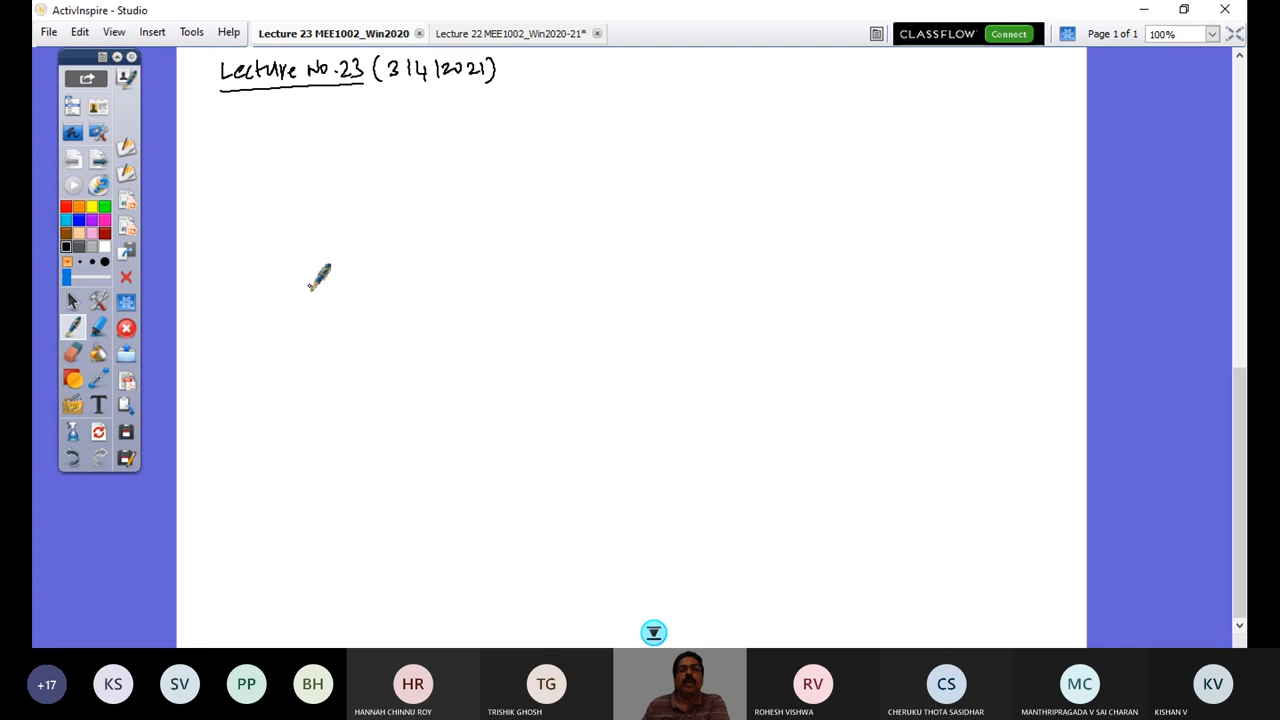 ActivInspire - Studio
File Edit View Insert Tools Help
Lecture 23 MEE1002_Win2020
Lecture 22 MEE1002_Win2020-21*
CLASSFLOW Connect
Page 1 of 1
100%
Lecture No.23 (3/4/2021)
T
+17 KS SV PP BH HR TG RV CS MC KV
HANNAH CHINNU ROY TRISHIK GHOSH ROHESH VISHWA CHERUKU THOTA SASIDHAR MANTHRIPRAGADA V SAI CHARAN KISHAN V